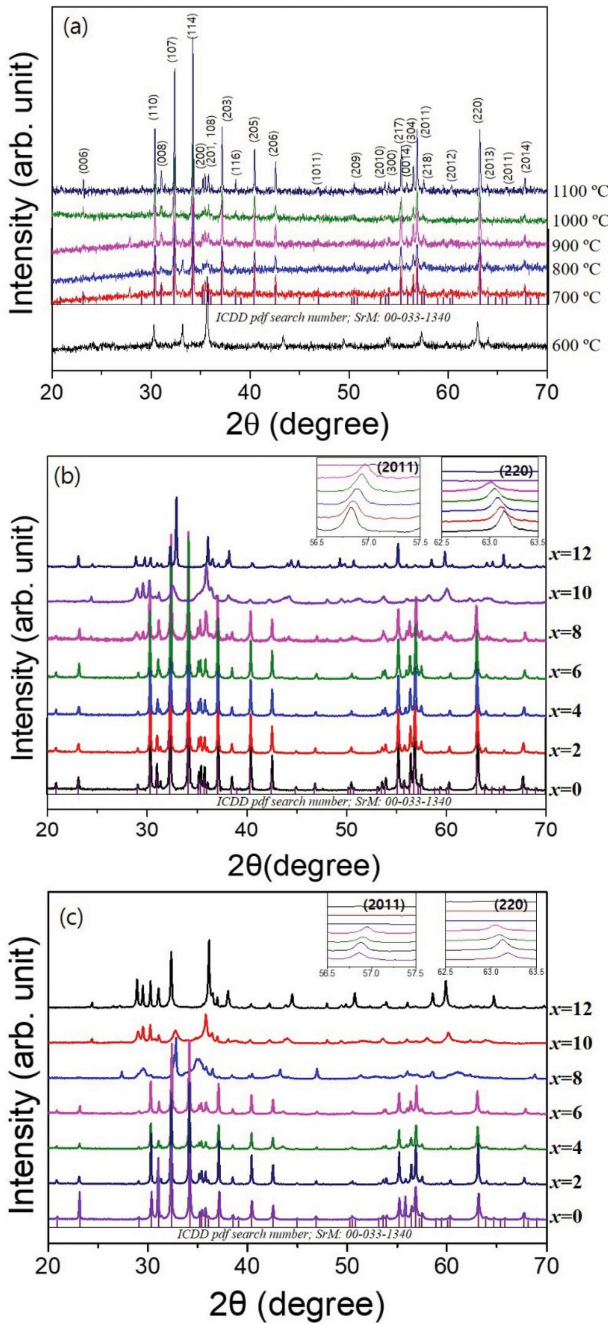 (a)
Intensity (arb. unit)
(006)
(110)
(008)
(107)
(114)
(200)
(201, 108)
(203)
(116)
(205)
(206)
(1011)
(209)
(2010)
(300)
(217)
(0014)
(304)
(2011)
(218)
(2012)
(220)
(2013)
(2011)
(2014)
1100 ºC
1000 ºC
900 ºC
800 ºC
700 ºC
ICDD pdf search number; SrM: 00-033-1340
600 ºC
20 30 40 50 60 70
2θ (degree)
(b)
Intensity (arb. unit)
(2011)
56.5 57.0 57.5
(220)
62.5 63.0 63.5
x=12
x=10
x=8
x=6
x=4
x=2
x=0
ICDD pdf search number; SrM: 00-033-1340
20 30 40 50 60 70
2θ(degree)
(c)
Intensity (arb. unit)
(2011)
56.5 57.0 57.5
(220)
62.5 63.0 63.5
x=12
x=10
x=8
x=6
x=4
x=2
x=0
ICDD pdf search number; SrM: 00-033-1340
20 30 40 50 60 70
2θ (degree)